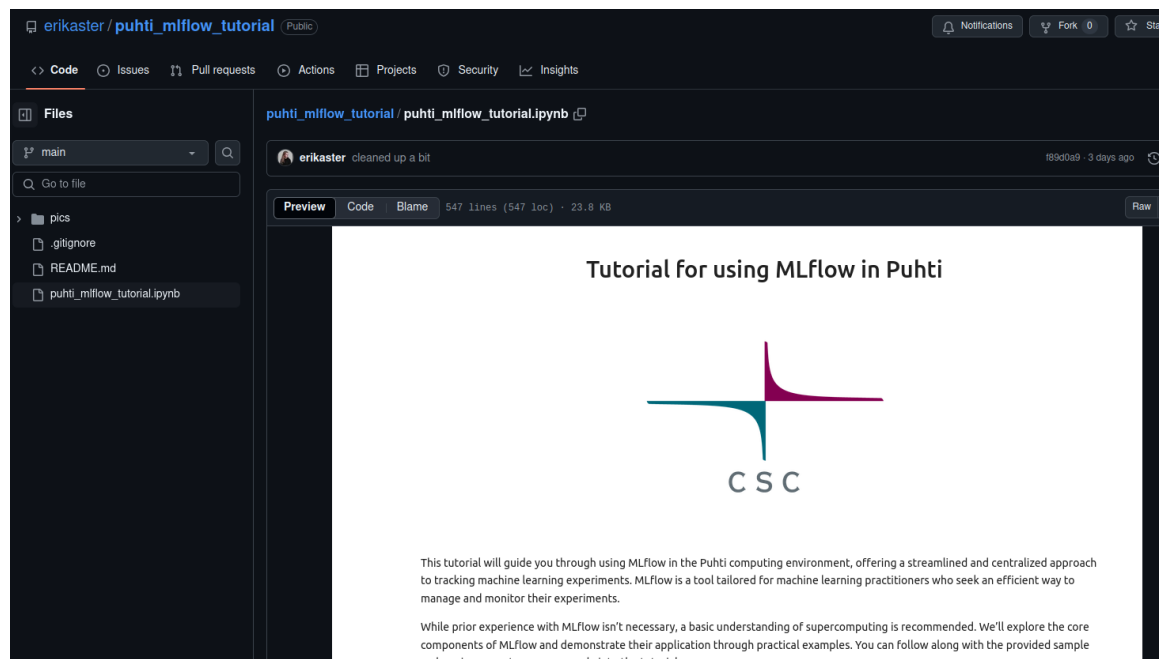 erikaster / puhti_mlflow_tutorial Public
Notifications Fork 0
Code Issues Pull requests Actions Projects Security Insights
Files
main
Go to file
pics
.gitignore
README.md
puhti_mlflow_tutorial.ipynb
puhti_mlflow_tutorial / puhti_mlflow_tutorial.ipynb
erikaster cleaned up a bit f89d0a9 · 3 days ago
Preview Code Blame 547 lines (547 loc) · 23.8 KB Raw
Tutorial for using MLflow in Puhti
CSC
This tutorial will guide you through using MLflow in the Puhti computing environment, offering a streamlined and centralized approach
to tracking machine learning experiments. MLflow is a tool tailored for machine learning practitioners who seek an efficient way to
manage and monitor their experiments.
While prior experience with MLflow isn't necessary, a basic understanding of supercomputing is recommended. We'll explore the core
components of MLflow and demonstrate their application through practical examples. You can follow along with the provided sample